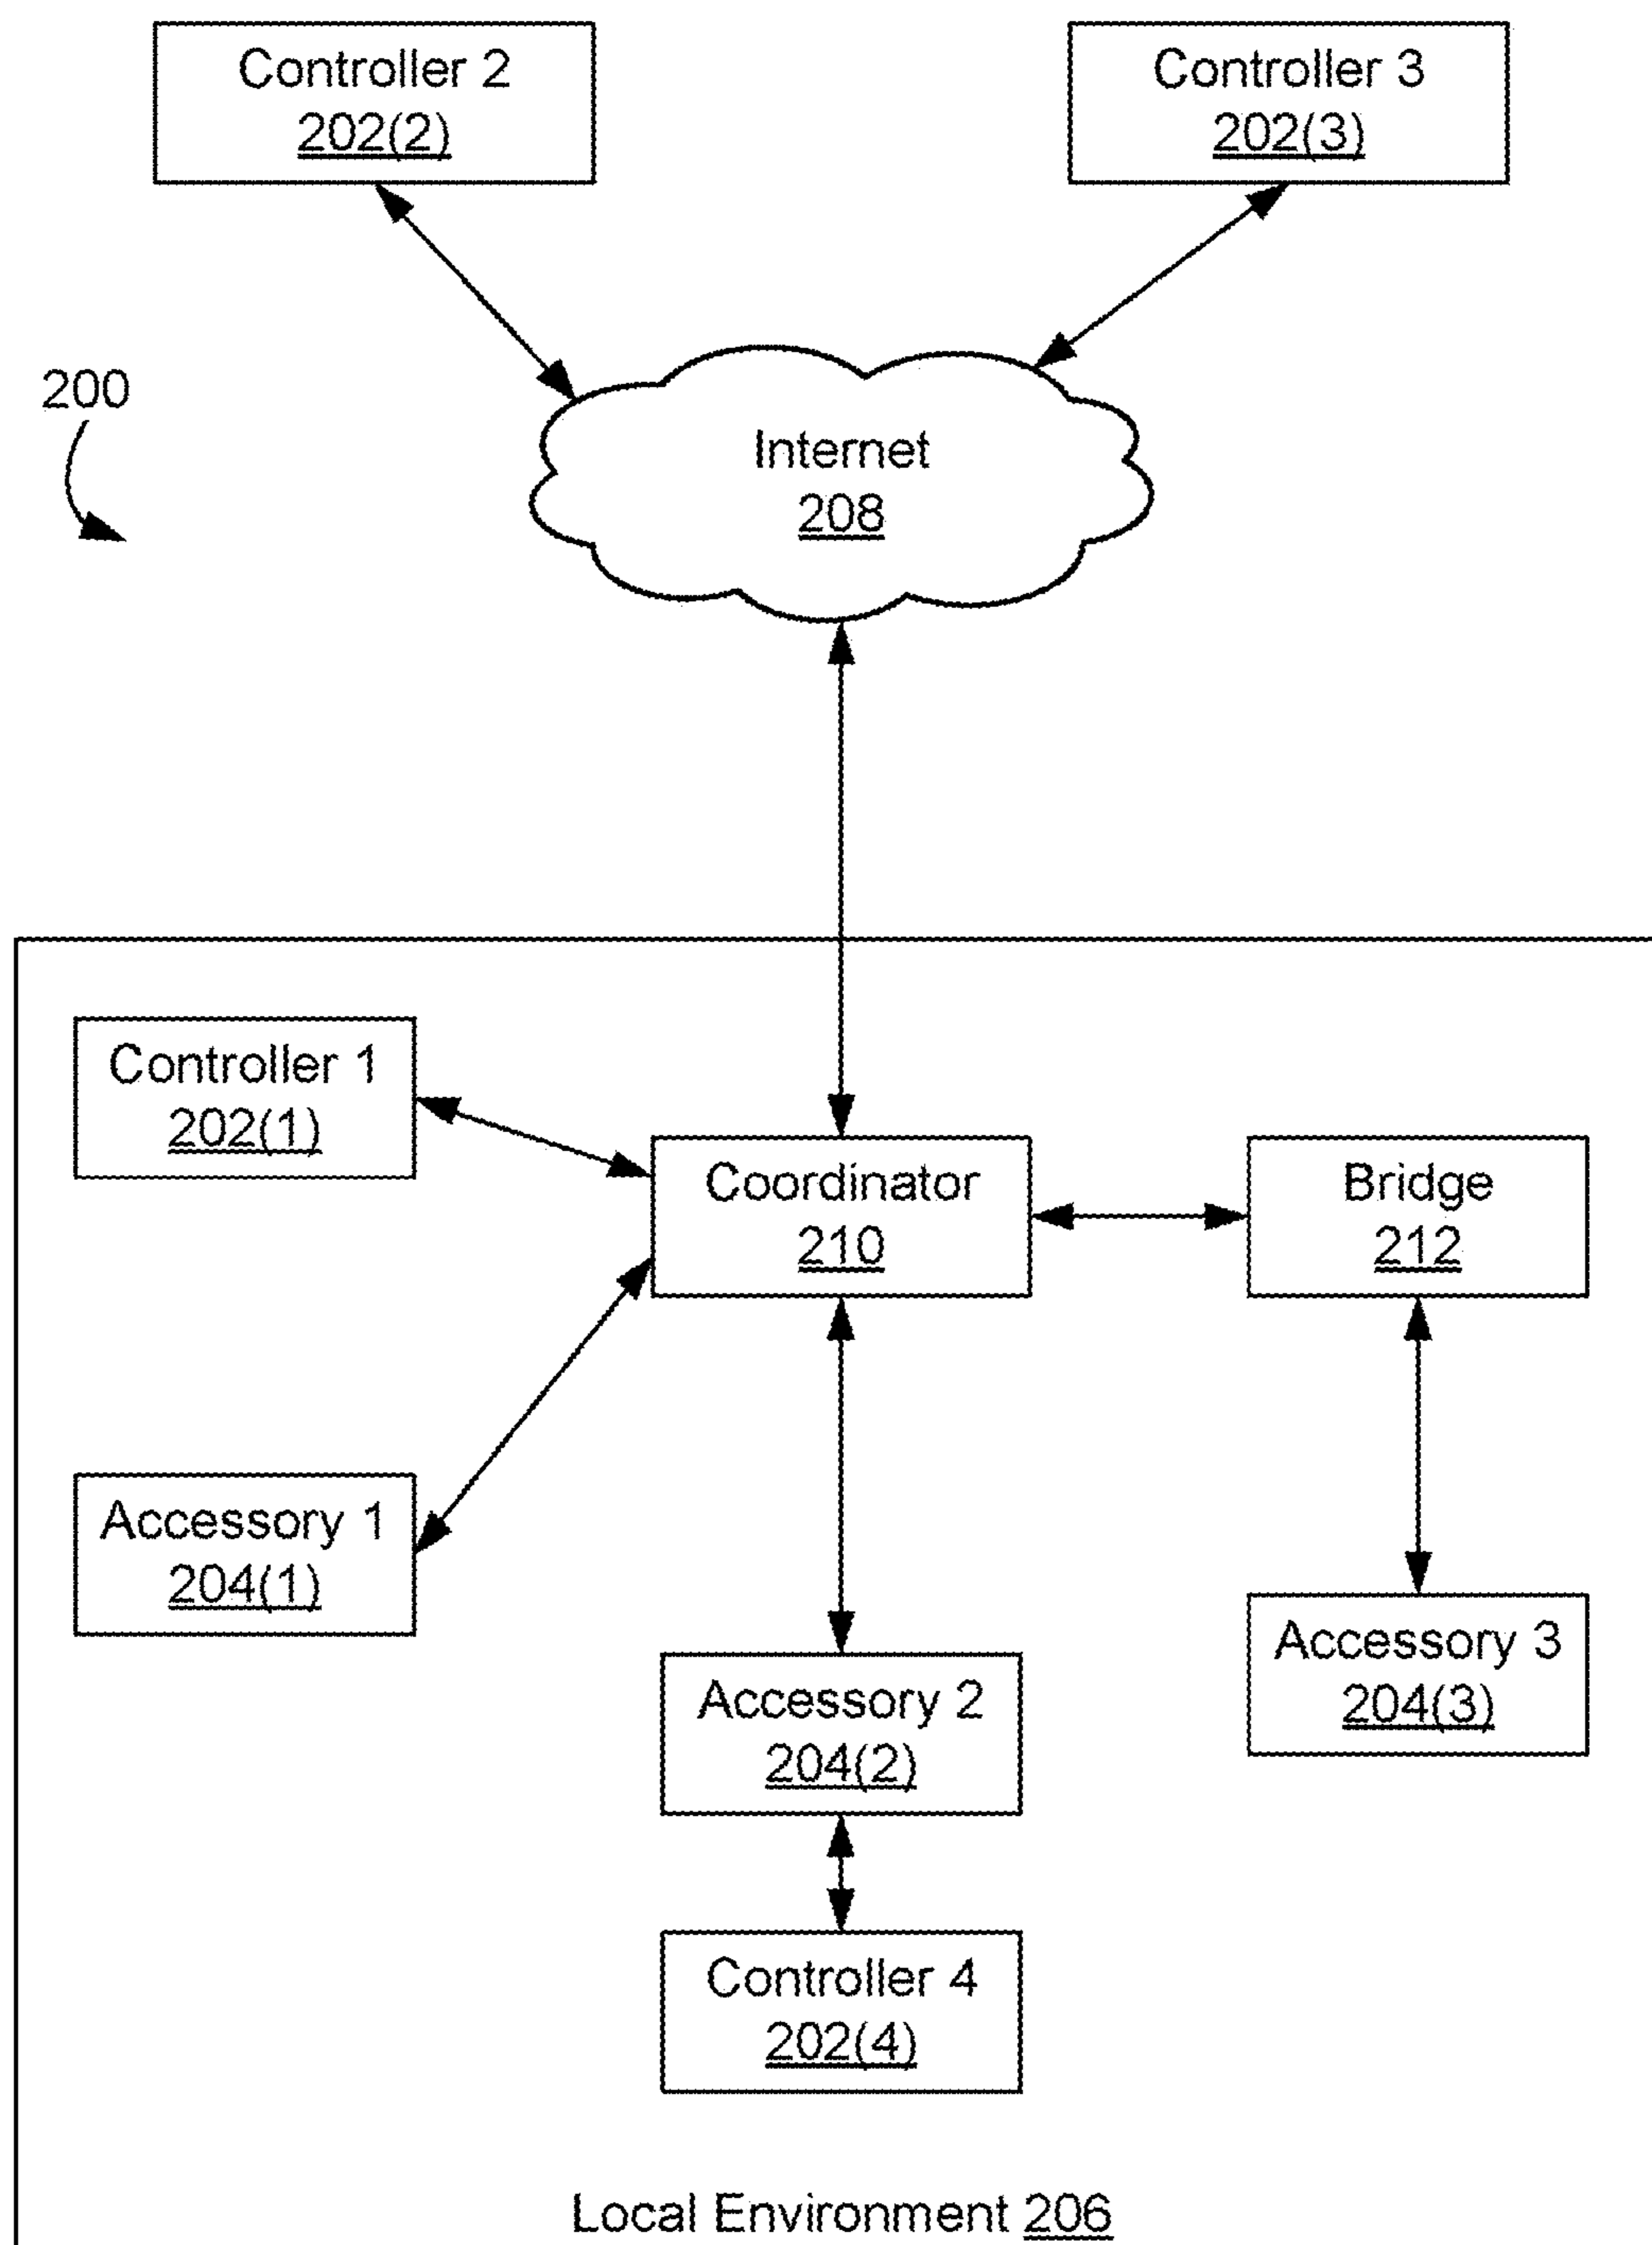 Controller 2
202(2)
Controller 3
202(3)
200
Internet
208
Controller 1
202(1)
Coordinator
210
Bridge
212
Accessory 1
204(1)
Accessory 2
204(2)
Accessory 3
204(3)
Controller 4
202(4)
Local Environment 206